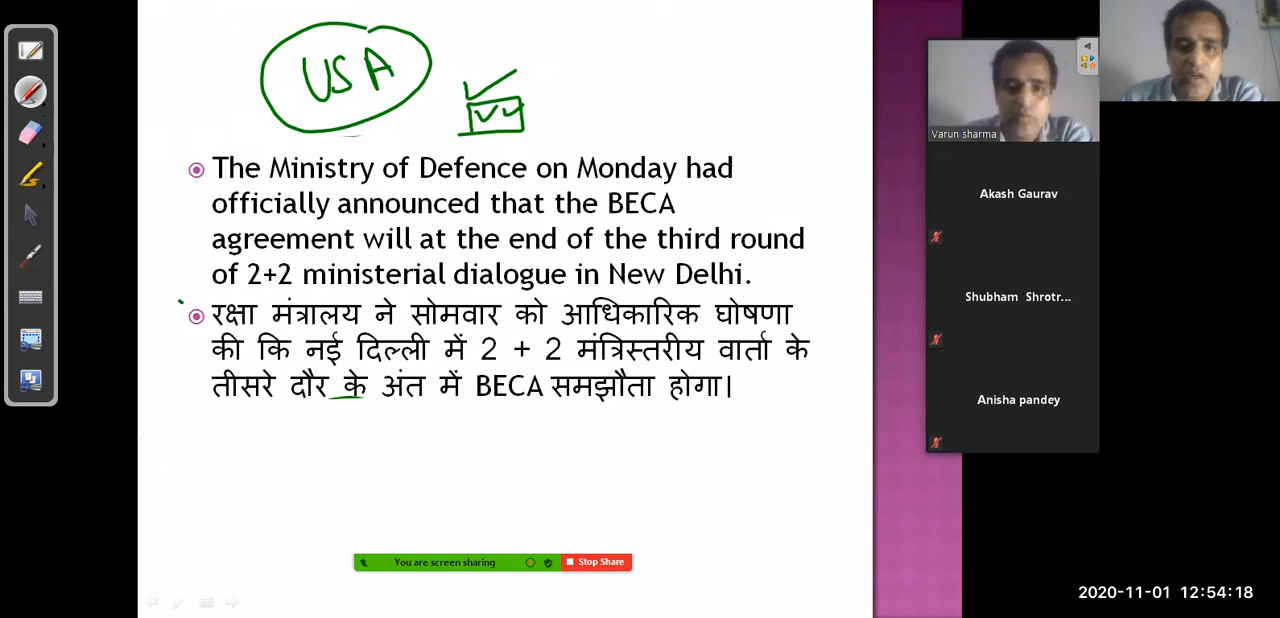 USA
The Ministry of Defence on Monday had
officially announced that the BECA
agreement will at the end of the third round
of 2+2 ministerial dialogue in New Delhi.
रक्षा मंत्रालय ने सोमवार को आधिकारिक घोषणा
की कि नई दिल्ली में 2 + 2 मंत्रिस्तरीय वार्ता के
तीसरे दौर के अंत में BECA समझौता होगा।
You are screen sharing
Stop Share
Varun sharma
Akash Gaurav
Shubham Shrotr...
Anisha pandey
2020-11-01 12:54:18